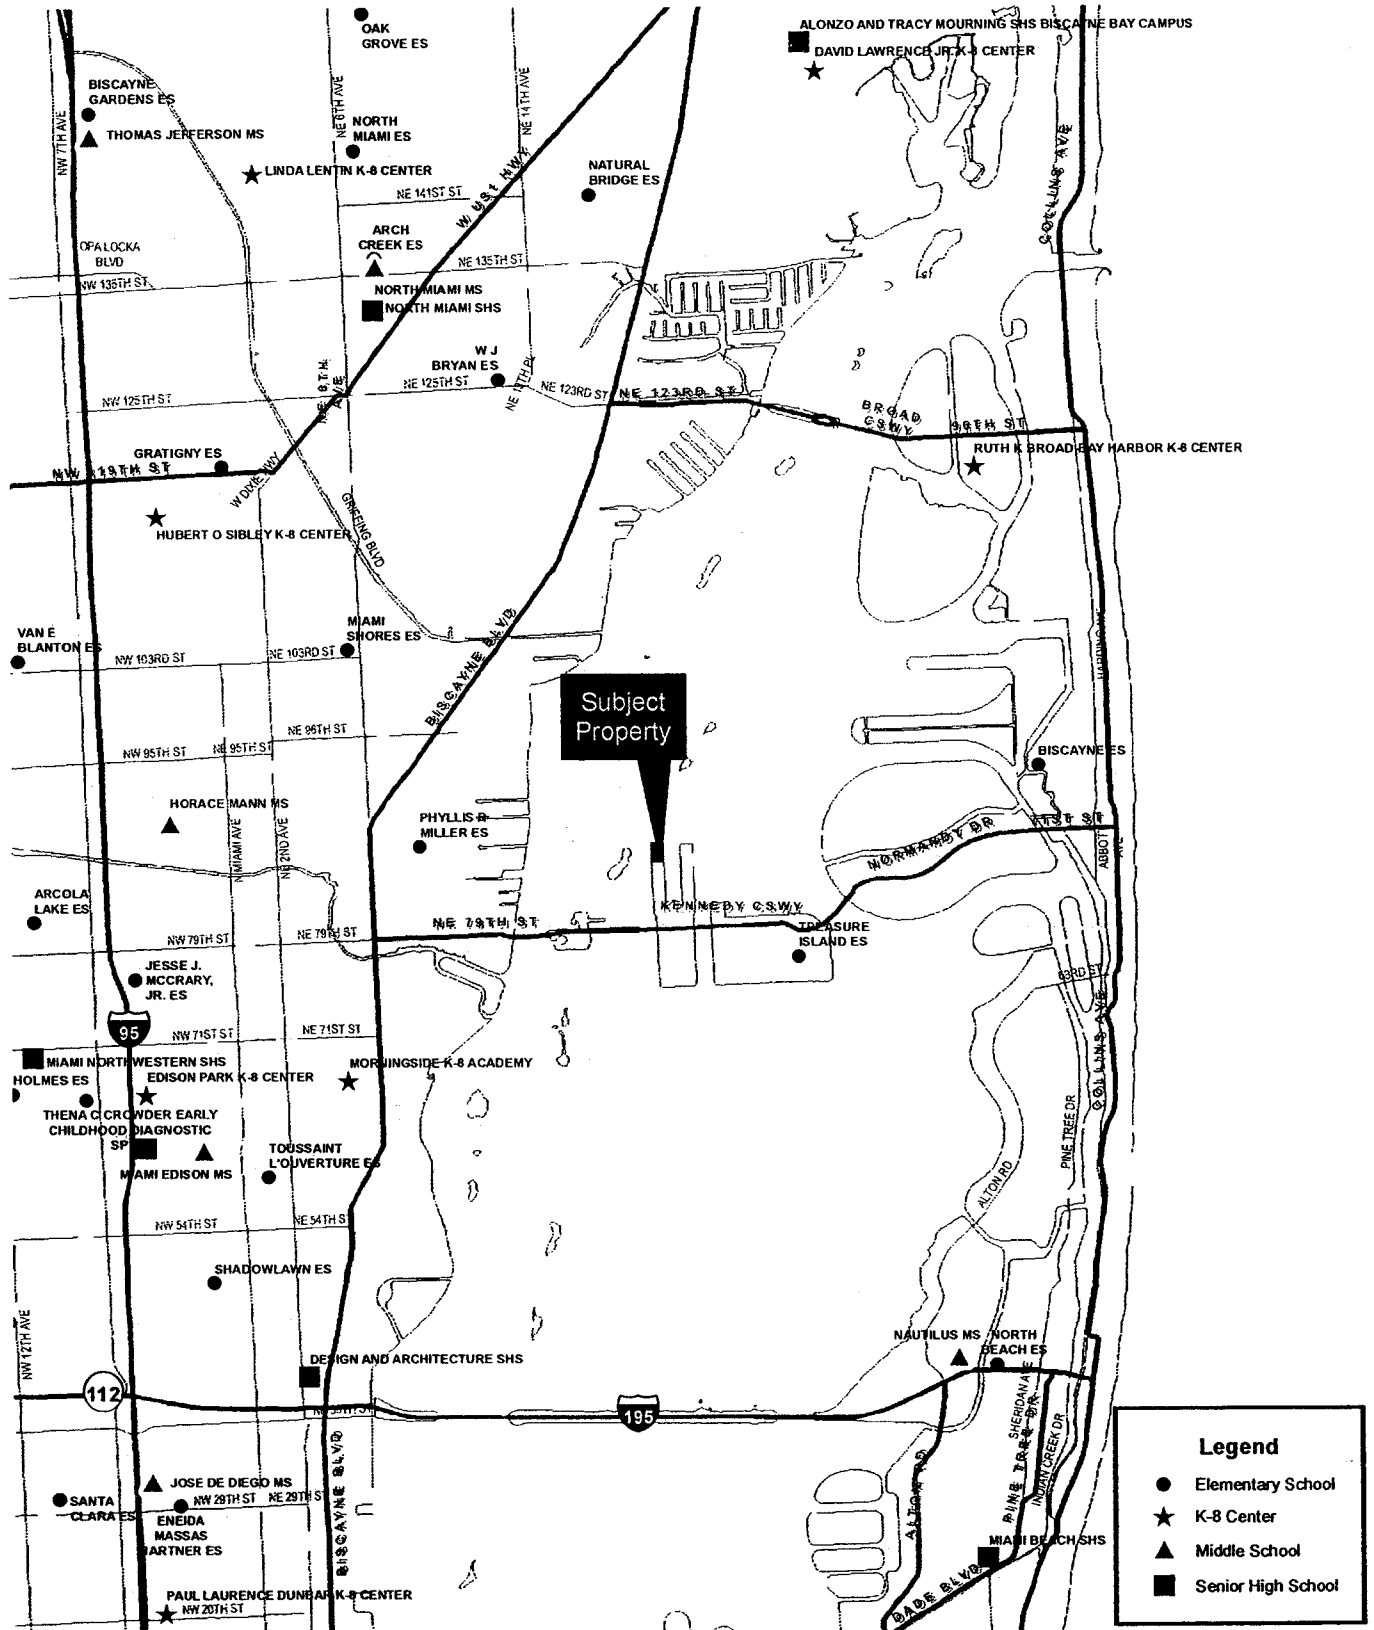 OAK
GROVE ES
ALONZO AND TRACY MOURNING SHS BISCAYNE BAY CAMPUS
DAVID LAWRENCE JR. K-8 CENTER
BISCAYNE
GARDENS ES
THOMAS JEFFERSON MS
NW 7TH AVE
NE 6TH AVE
NE 14TH AVE
NORTH
MIAMI ES
LINDA LENTIN K-8 CENTER
NATURAL
BRIDGE ES
NE 141ST ST
W US1 HWY
COLLINS AVE
ARCH
CREEK ES
OPA LOCKA
BLVD
NW 135TH ST
NE 135TH ST
NORTH MIAMI MS
NORTH MIAMI SHS
W J
BRYAN ES
NE 6TH
AVE
NE 125TH ST
NE 123RD ST
NE 123RD ST
NW 125TH ST
BROAD
CSWY
96TH ST
RUTH K BROAD-BAY HARBOR K-8 CENTER
GRATIGNY ES
NW 119TH ST
W DIXIE HWY
GRIFFING BLVD
HUBERT O SIBLEY K-8 CENTER
VAN E
BLANTON ES
MIAMI
SHORES ES
NW 103RD ST
NE 103RD ST
BISCAYNE BLVD
HARDING AVE
Subject
Property
NE 96TH ST
NW 95TH ST
NE 95TH ST
BISCAYNE ES
HORACE MANN MS
PHYLLIS R
MILLER ES
N MIAMI AVE
NE 2ND AVE
NORMANDY DR
71ST ST
ABBOTT
AVE
ARCOLA
LAKE ES
KENNEDY CSWY
NE 79TH ST
TREASURE
ISLAND ES
NW 79TH ST
NE 79TH ST
63RD ST
JESSE J.
MCCRARY,
JR. ES
95
NW 71ST ST
NE 71ST ST
COLLINS AVE
MIAMI NORTHWESTERN SHS
MORNINGSIDE K-8 ACADEMY
HOLMES ES
EDISON PARK K-8 CENTER
THENA C CROWDER EARLY
CHILDHOOD DIAGNOSTIC
SP
MIAMI EDISON MS
TOUSSAINT
L'OUVERTURE ES
PINE TREE DR
ALTON RD
NW 54TH ST
NE 54TH S
SHADOWLAWN ES
NW 12TH AVE
NAUTILUS MS
NORTH
BEACH ES
DESIGN AND ARCHITECTURE SHS
112
195
SHERIDAN AVE
PINE TREE DR
INDIAN CREEK DR
ALTON RD
BISCAYNE BLVD
JOSE DE DIEGO MS
SANTA
CLARA ES
NW 29TH ST
NE 29TH ST
ENEIDA
MASSAS
HARTNER ES
MIAMI BEACH SHS
DADE BLVD
PAUL LAURENCE DUNBAR K-8 CENTER
NW 20TH ST
Legend
Elementary School
K-8 Center
Middle School
Senior High School